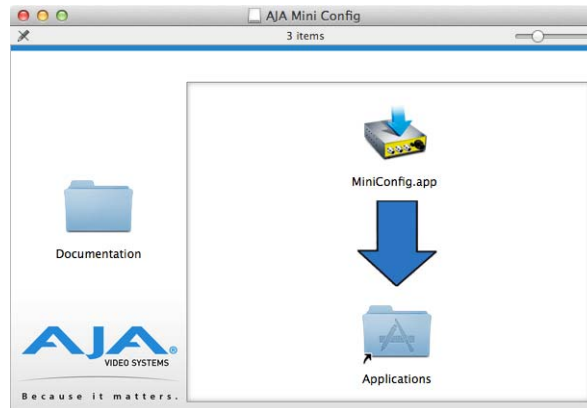 AJA Mini Config
3 items
MiniConfig.app
Documentation
Applications
AJA
VIDEO SYSTEMS
Because it matters.